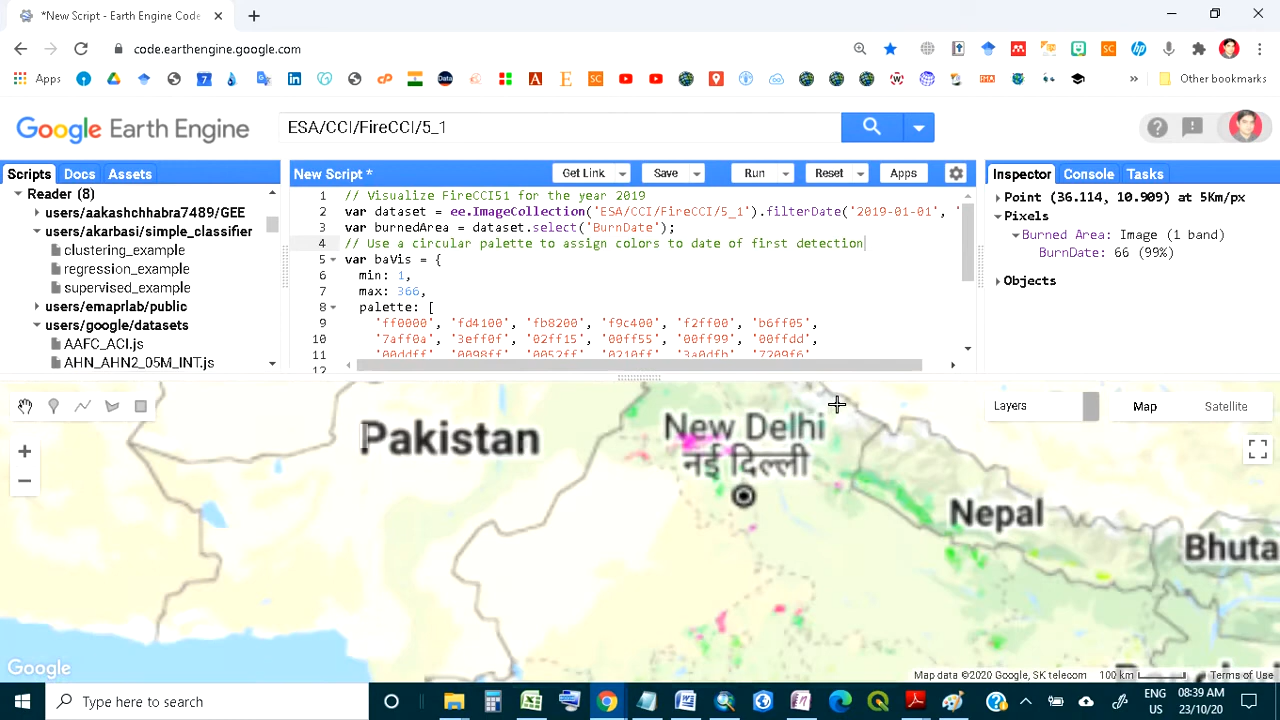 *New Script - Earth Engine Code
code.earthengine.google.com
Apps
Other bookmarks
Google Earth Engine
ESA/CCI/FireCCI/5_1
Scripts Docs Assets
Reader (8)
users/aakashchhabra7489/GEE
users/akarbasi/simple_classifier
clustering_example
regression_example
supervised_example
users/emaprlab/public
users/google/datasets
AAFC_ACI.js
AHN_AHN2_05M_INT.js
New Script *
Get Link Save Run Reset Apps
1 // Visualize FireCCI51 for the year 2019
2 var dataset = ee.ImageCollection('ESA/CCI/FireCCI/5_1').filterDate('2019-01-01', '
3 var burnedArea = dataset.select('BurnDate');
4 // Use a circular palette to assign colors to date of first detection
5 var baVis = {
6 min: 1,
7 max: 366,
8 palette: [
9 'ff0000', 'fd4100', 'fb8200', 'f9c400', 'f2ff00', 'b6ff05',
10 '7aff0a', '3eff0f', '02ff15', '00ff55', '00ff99', '00ffdd',
11 '00ddff', '0098ff', '0052ff', '0210ff', '3a0dfb', '7209f6',
12
Inspector Console Tasks
Point (36.114, 10.909) at 5Km/px
Pixels
Burned Area: Image (1 band)
BurnDate: 66 (99%)
Objects
Layers
Map Satellite
Pakistan
New Delhi
नई दिल्ली
Nepal
Bhuta
Google
Map data ©2020 Google, SK telecom 100 km Terms of Use
Type here to search
ENG
US
08:39 AM
23/10/20